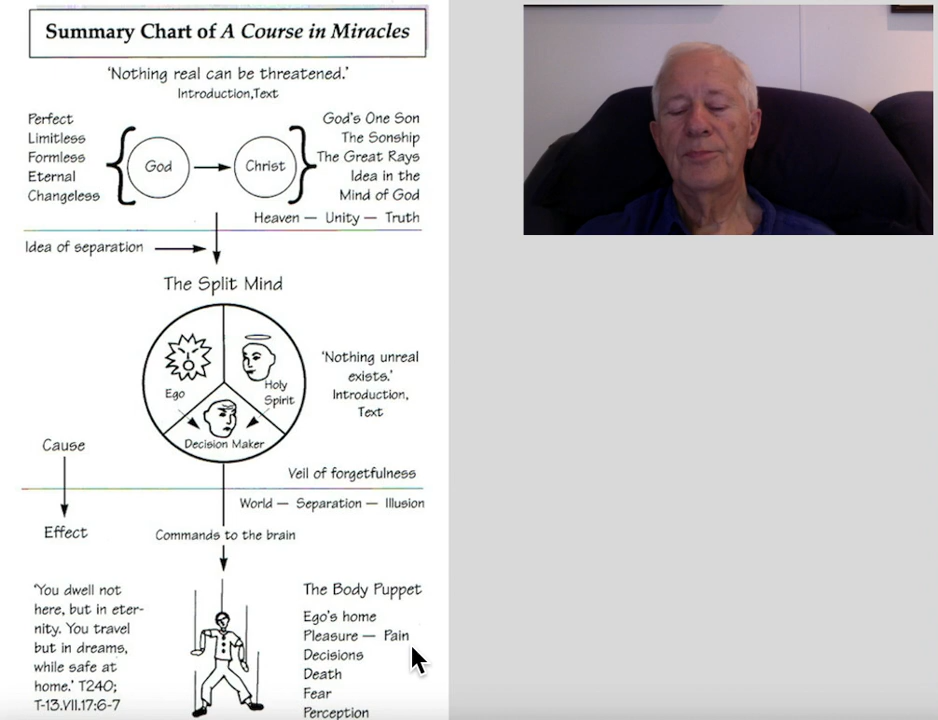 Summary Chart of A Course in Miracles
'Nothing real can be threatened.'
Introduction,Text
Perfect
Limitless
Formless
Eternal
Changeless
God
Christ
God's One Son
The Sonship
The Great Rays
Idea in the
Mind of God
Heaven — Unity — Truth
Idea of separation
The Split Mind
Ego
Holy
Spirit
Decision Maker
'Nothing unreal
exists.'
Introduction,
Text
Cause
Veil of forgetfulness
World — Separation — Illusion
Effect
Commands to the brain
'You dwell not
here, but in eter-
nity. You travel
but in dreams,
while safe at
home.' T240;
T-13.VII.17:6-7
The Body Puppet
Ego's home
Pleasure — Pain
Decisions
Death
Fear
Perception